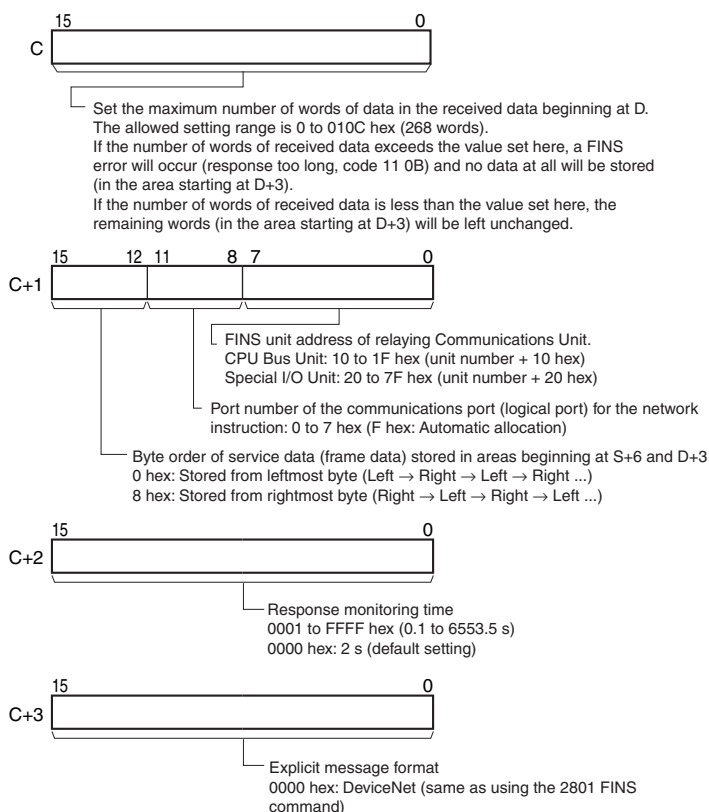 15 0
C
Set the maximum number of words of data in the received data beginning at D.
The allowed setting range is 0 to 010C hex (268 words).
If the number of words of received data exceeds the value set here, a FINS
error will occur (response too long, code 11 0B) and no data at all will be stored
(in the area starting at D+3).
If the number of words of received data is less than the value set here, the
remaining words (in the area starting at D+3) will be left unchanged.
15 12 11 8 7 0
C+1
FINS unit address of relaying Communications Unit.
CPU Bus Unit: 10 to 1F hex (unit number + 10 hex)
Special I/O Unit: 20 to 7F hex (unit number + 20 hex)
Port number of the communications port (logical port) for the network
instruction: 0 to 7 hex (F hex: Automatic allocation)
Byte order of service data (frame data) stored in areas beginning at S+6 and D+3
0 hex: Stored from leftmost byte (Left → Right → Left → Right ...)
8 hex: Stored from rightmost byte (Right → Left → Right → Left ...)
15 0
C+2
Response monitoring time
0001 to FFFF hex (0.1 to 6553.5 s)
0000 hex: 2 s (default setting)
15 0
C+3
Explicit message format
0000 hex: DeviceNet (same as using the 2801 FINS
command)